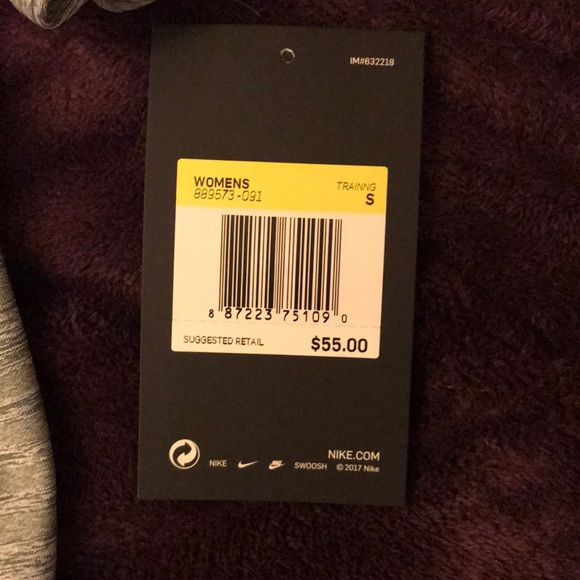 IM#632218
WOMENS TRAINNG
889573-091 S
8 87223 75109 0
SUGGESTED RETAIL $55.00
NIKE.COM
NIKE SWOOSH © 2017 Nike